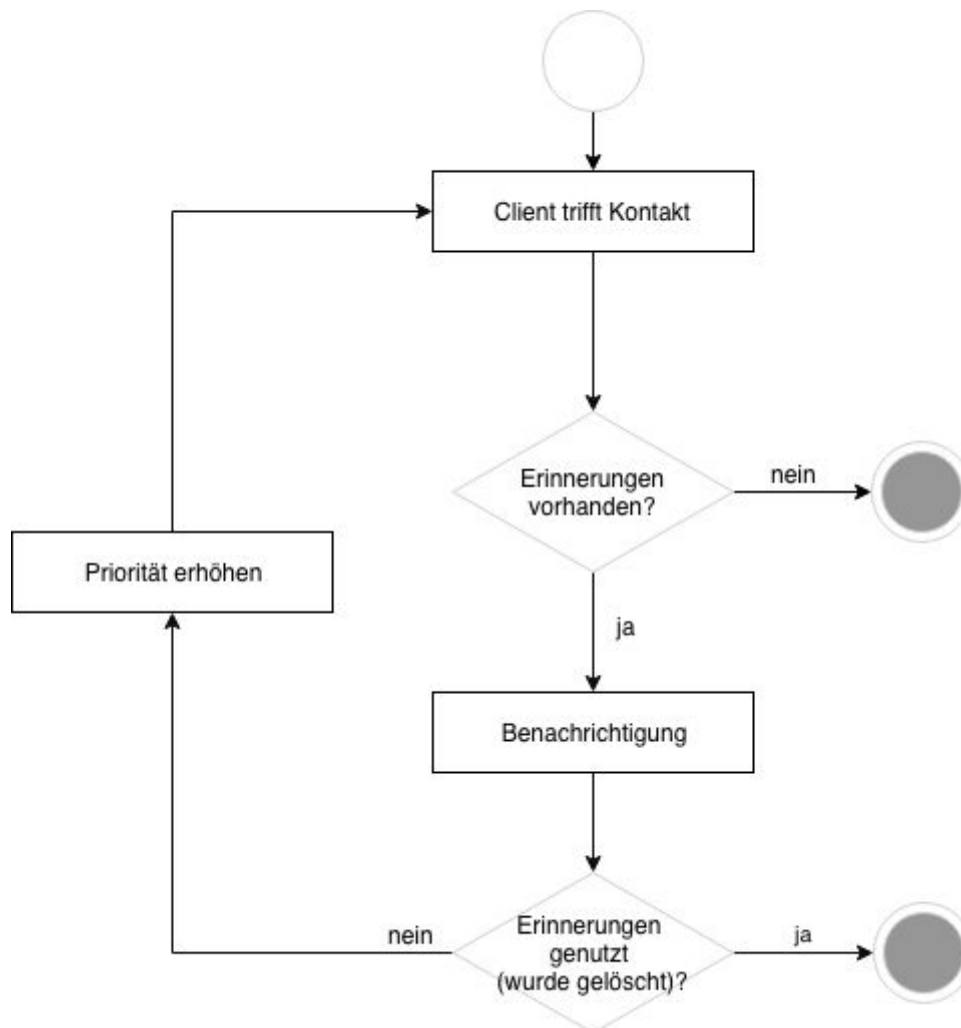 Client trifft Kontakt
Erinnerungen
vorhanden?
nein
Priorität erhöhen
ja
Benachrichtigung
Erinnerungen
genutzt
(wurde gelöscht)?
nein
ja